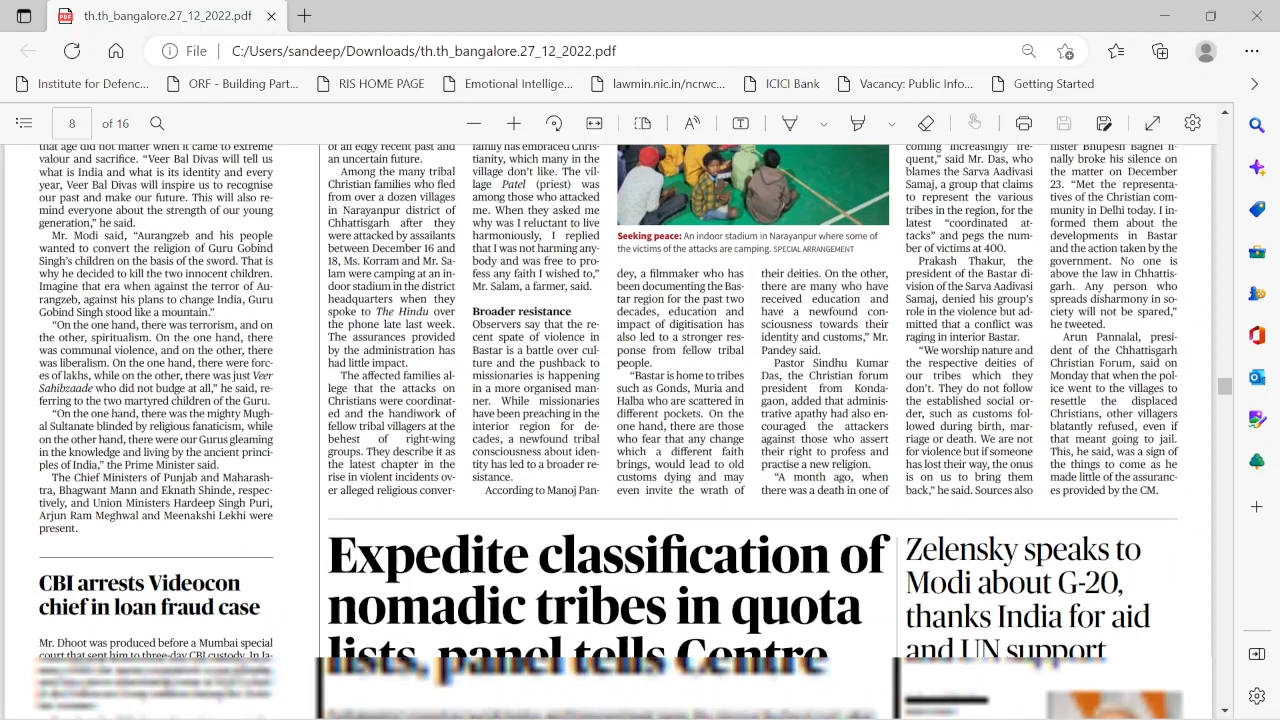 th.th_bangalore.27_12_2022.pdf
File
C:/Users/sandeep/Downloads/th.th_bangalore.27_12_2022.pdf
Institute for Defenc...
ORF - Building Part...
RIS HOME PAGE
Emotional Intellige...
lawmin.nic.in/ncrwc...
ICICI Bank
Vacancy: Public Info...
Getting Started
8 of 16
that age did not matter when it came to extreme
valour and sacrifice. “Veer Bal Divas will tell us
what is India and what is its identity and every
year, Veer Bal Divas will inspire us to recognise
our past and make our future. This will also re-
mind everyone about the strength of our young
generation,” he said.
Mr. Modi said, “Aurangzeb and his people
wanted to convert the religion of Guru Gobind
Singh’s children on the basis of the sword. That is
why he decided to kill the two innocent children.
Imagine that era when against the terror of Au-
rangzeb, against his plans to change India, Guru
Gobind Singh stood like a mountain.”
“On the one hand, there was terrorism, and on
the other, spiritualism. On the one hand, there
was communal violence, and on the other, there
was liberalism. On the one hand, there were forc-
es of lakhs, while on the other, there was just Veer
Sahibzaade who did not budge at all,” he said, re-
ferring to the two martyred children of the Guru.
“On the one hand, there was the mighty Mugh-
al Sultanate blinded by religious fanaticism, while
on the other hand, there were our Gurus gleaming
in the knowledge and living by the ancient princi-
ples of India,” the Prime Minister said.
The Chief Ministers of Punjab and Maharash-
tra, Bhagwant Mann and Eknath Shinde, respec-
tively, and Union Ministers Hardeep Singh Puri,
Arjun Ram Meghwal and Meenakshi Lekhi were
present.
CBI arrests Videocon
chief in loan fraud case
Mr. Dhoot was produced before a Mumbai special
court that sent him to three-day CBI custody. In la-
of an edgy recent past and
an uncertain future.
Among the many tribal
Christian families who fled
from over a dozen villages
in Narayanpur district of
Chhattisgarh after they
were attacked by assailants
between December 16 and
18, Ms. Korram and Mr. Sa-
lam were camping at an in-
door stadium in the district
headquarters when they
spoke to The Hindu over
the phone late last week.
The assurances provided
by the administration has
had little impact.
The affected families al-
lege that the attacks on
Christians were coordinat-
ed and the handiwork of
fellow tribal villagers at the
behest of right-wing
groups. They describe it as
the latest chapter in the
rise in violent incidents ov-
er alleged religious conver-
family has embraced Chris-
tianity, which many in the
village don’t like. The vil-
lage Patel (priest) was
among those who attacked
me. When they asked me
why was I reluctant to live
harmoniously, I replied
that I was not harming any-
body and was free to pro-
fess any faith I wished to,”
Mr. Salam, a farmer, said.
Broader resistance
Observers say that the re-
cent spate of violence in
Bastar is a battle over cul-
ture and the pushback to
missionaries is happening
in a more organised man-
ner. While missionaries
have been preaching in the
interior region for de-
cades, a newfound tribal
consciousness about iden-
tity has led to a broader re-
sistance.
According to Manoj Pan-
Seeking peace: An indoor stadium in Narayanpur where some of
the victims of the attacks are camping. SPECIAL ARRANGEMENT
dey, a filmmaker who has
been documenting the Bas-
tar region for the past two
decades, education and
impact of digitisation has
also led to a stronger res-
ponse from fellow tribal
people.
“Bastar is home to tribes
such as Gonds, Muria and
Halba who are scattered in
different pockets. On the
one hand, there are those
who fear that any change
which a different faith
brings, would lead to old
customs dying and may
even invite the wrath of
their deities. On the other,
there are many who have
received education and
have a newfound con-
sciousness towards their
identity and customs,” Mr.
Pandey said.
Pastor Sindhu Kumar
Das, the Christian forum
president from Konda-
gaon, added that adminis-
trative apathy had also en-
couraged the attackers
against those who assert
their right to profess and
practise a new religion.
“A month ago, when
there was a death in one of
coming increasingly fre-
quent,” said Mr. Das, who
blames the Sarva Aadivasi
Samaj, a group that claims
to represent the various
tribes in the region, for the
latest “coordinated at-
tacks” and pegs the num-
ber of victims at 400.
Prakash Thakur, the
president of the Bastar di-
vision of the Sarva Aadivasi
Samaj, denied his group’s
role in the violence but ad-
mitted that a conflict was
raging in interior Bastar.
“We worship nature and
the respective deities of
our tribes which they
don’t. They do not follow
the established social or-
der, such as customs fol-
lowed during birth, mar-
riage or death. We are not
for violence but if someone
has lost their way, the onus
is on us to bring them
back,” he said. Sources also
nister Bhupesh Baghel fi-
nally broke his silence on
the matter on December
23. “Met the representa-
tives of the Christian com-
munity in Delhi today. I in-
formed them about the
developments in Bastar
and the action taken by the
government. No one is
above the law in Chhattis-
garh. Any person who
spreads disharmony in so-
ciety will not be spared,”
he tweeted.
Arun Pannalal, presi-
dent of the Chhattisgarh
Christian Forum, said on
Monday that when the pol-
ice went to the villages to
resettle the displaced
Christians, other villagers
blatantly refused, even if
that meant going to jail.
This, he said, was a sign of
the things to come as he
made little of the assuranc-
es provided by the CM.
Expedite classification of
nomadic tribes in quota
lists, panel tells Centre
Zelensky speaks to
Modi about G-20,
thanks India for aid
and UN support